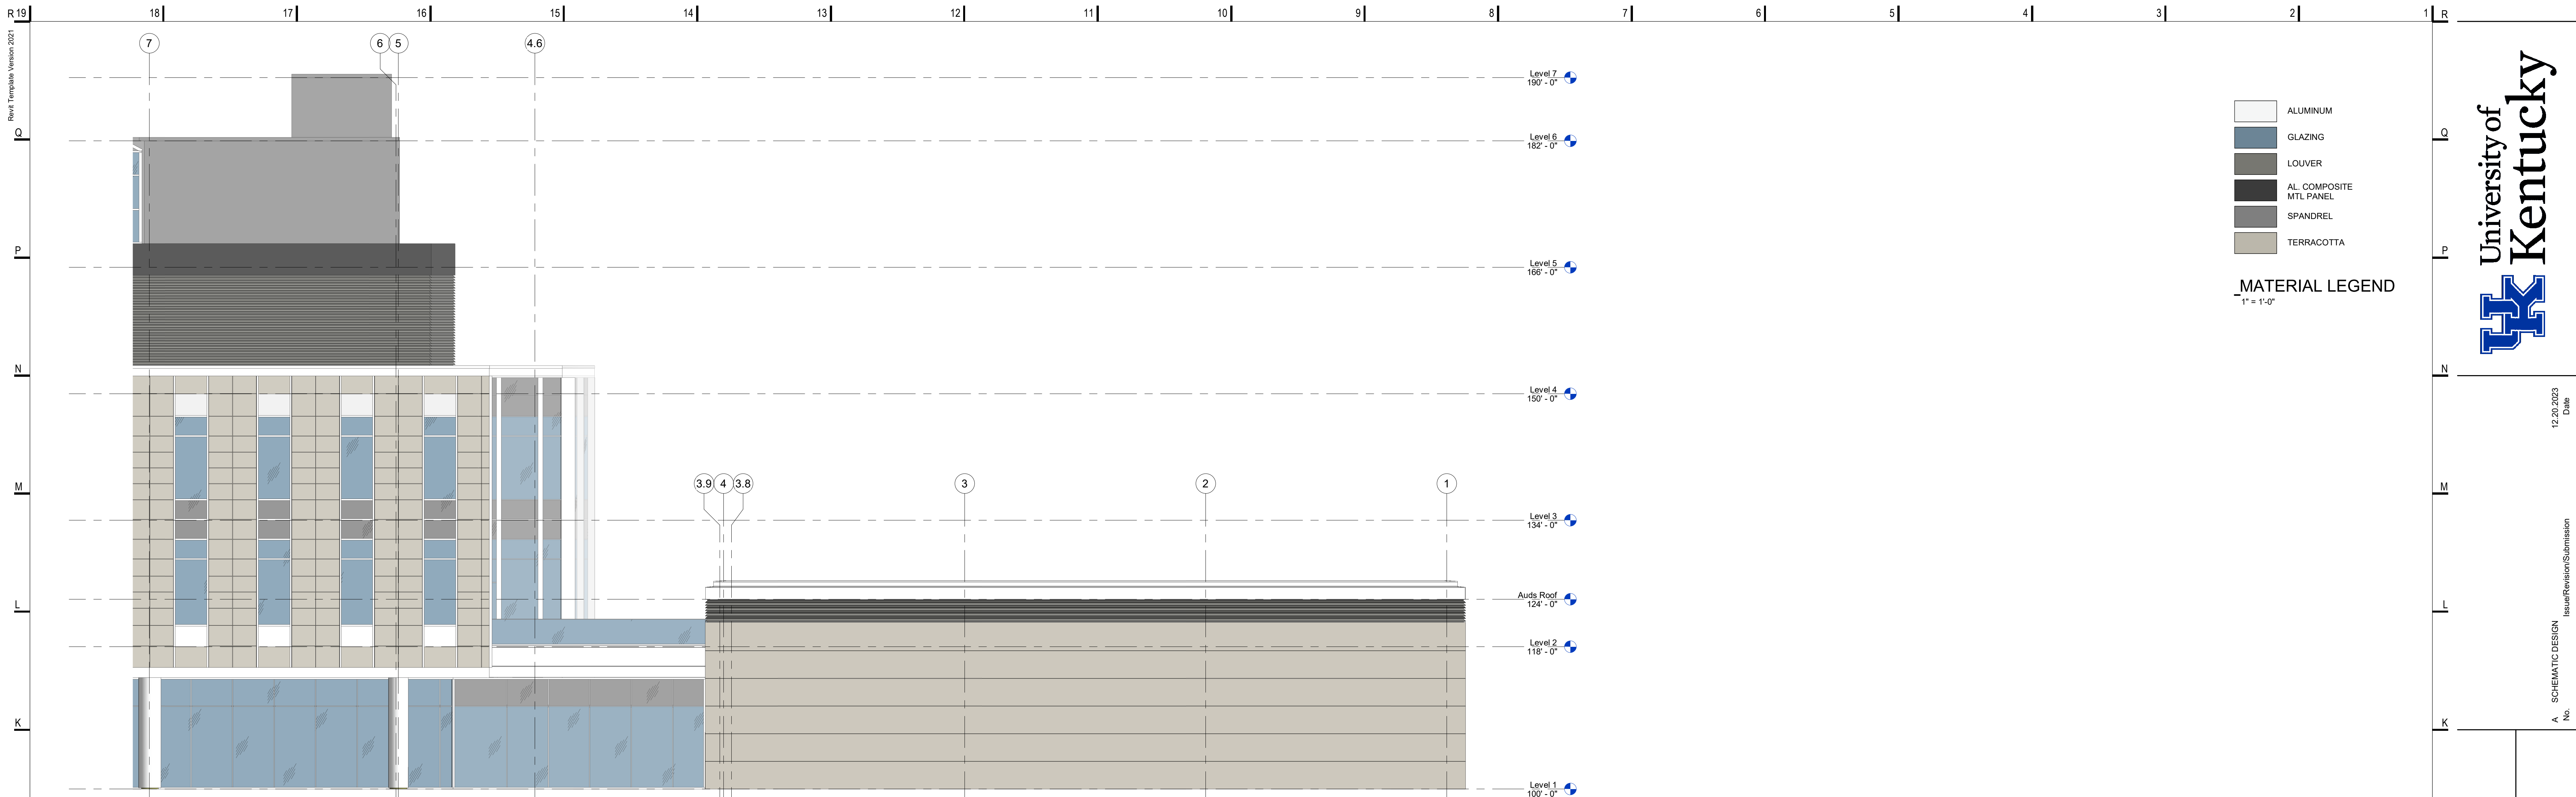 R 19 18 17 16 15 14 13 12 11 10 9 8 7 6 5 4 3 2 1 R
Revit Template Version 2021
7 6 5 4.6
Level 7
190' - 0"
Q Q
Level 6
182' - 0"
P P
Level 5
166' - 0"
N N
Level 4
150' - 0"
3.9 4 3.8 3 2 1
M M
Level 3
134' - 0"
Auds Roof
124' - 0"
L L
Level 2
118' - 0"
K K
Level 1
100' - 0"
ALUMINUM
GLAZING
LOUVER
AL. COMPOSITE
MTL PANEL
SPANDREL
TERRACOTTA
MATERIAL LEGEND
1" = 1'-0"
University of
Kentucky
UK
A SCHEMATIC DESIGN 12.20.2023
No. Issue/Revision/Submission Date